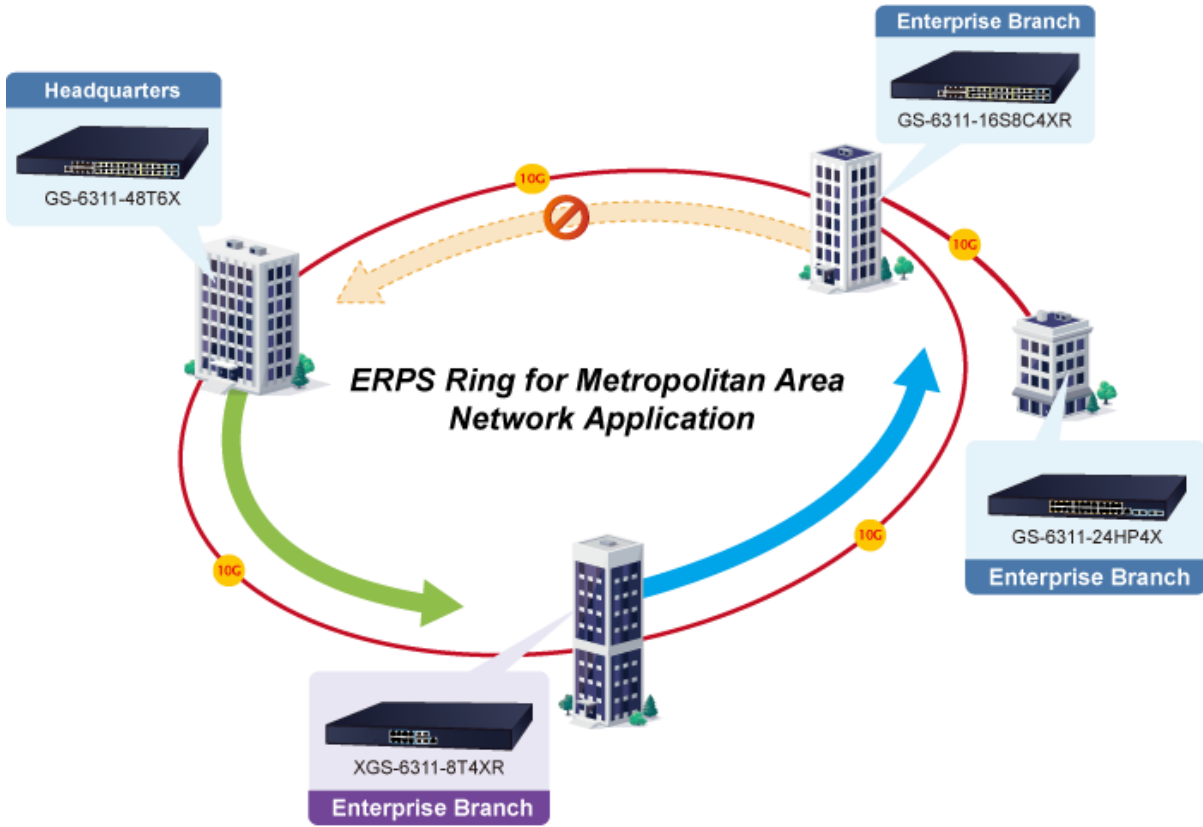 Enterprise Branch
GS-6311-16S8C4XR
Headquarters
GS-6311-48T6X
10G
10G
ERPS Ring for Metropolitan Area
Network Application
10G
10G
GS-6311-24HP4X
Enterprise Branch
XGS-6311-8T4XR
Enterprise Branch